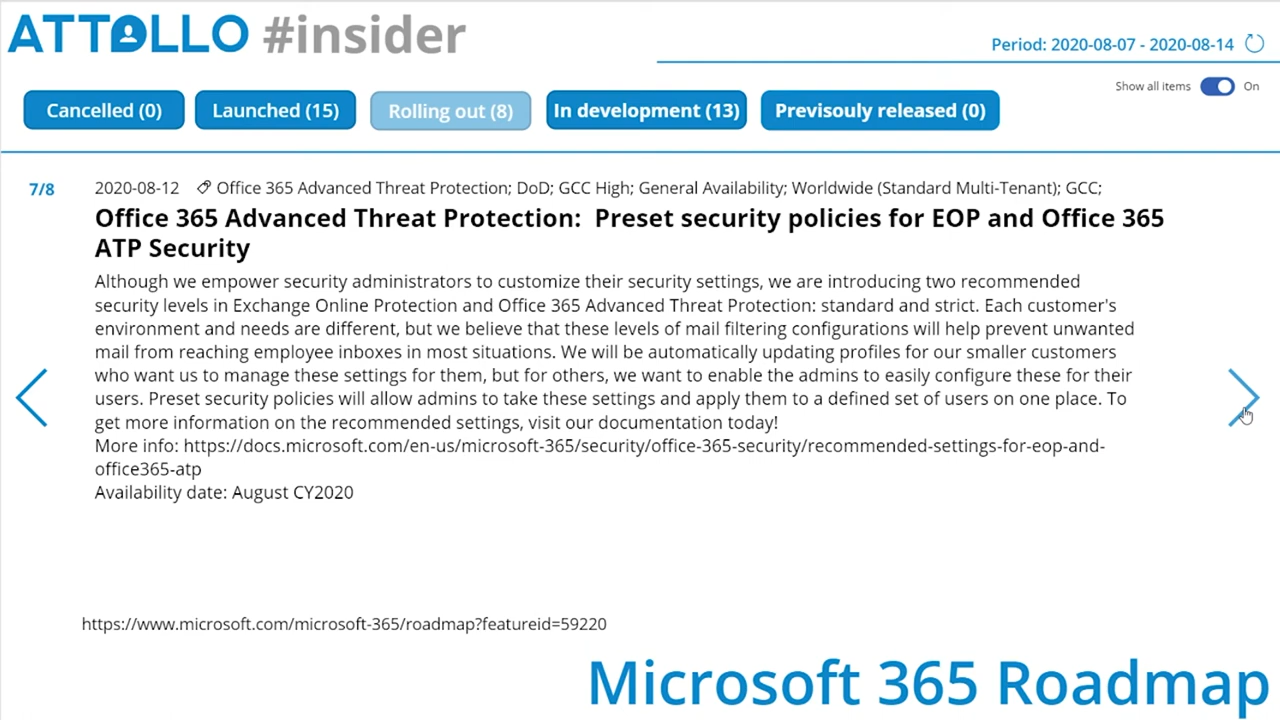 ATTOLLO #insider
Period: 2020-08-07 - 2020-08-14
Show all items On
Cancelled (0) Launched (15) Rolling out (8) In development (13) Previsouly released (0)
7/8 2020-08-12 Office 365 Advanced Threat Protection; DoD; GCC High; General Availability; Worldwide (Standard Multi-Tenant); GCC;
Office 365 Advanced Threat Protection: Preset security policies for EOP and Office 365
ATP Security
Although we empower security administrators to customize their security settings, we are introducing two recommended
security levels in Exchange Online Protection and Office 365 Advanced Threat Protection: standard and strict. Each customer's
environment and needs are different, but we believe that these levels of mail filtering configurations will help prevent unwanted
mail from reaching employee inboxes in most situations. We will be automatically updating profiles for our smaller customers
who want us to manage these settings for them, but for others, we want to enable the admins to easily configure these for their
users. Preset security policies will allow admins to take these settings and apply them to a defined set of users on one place. To
get more information on the recommended settings, visit our documentation today!
More info: https://docs.microsoft.com/en-us/microsoft-365/security/office-365-security/recommended-settings-for-eop-and-
office365-atp
Availability date: August CY2020
https://www.microsoft.com/microsoft-365/roadmap?featureid=59220
Microsoft 365 Roadmap